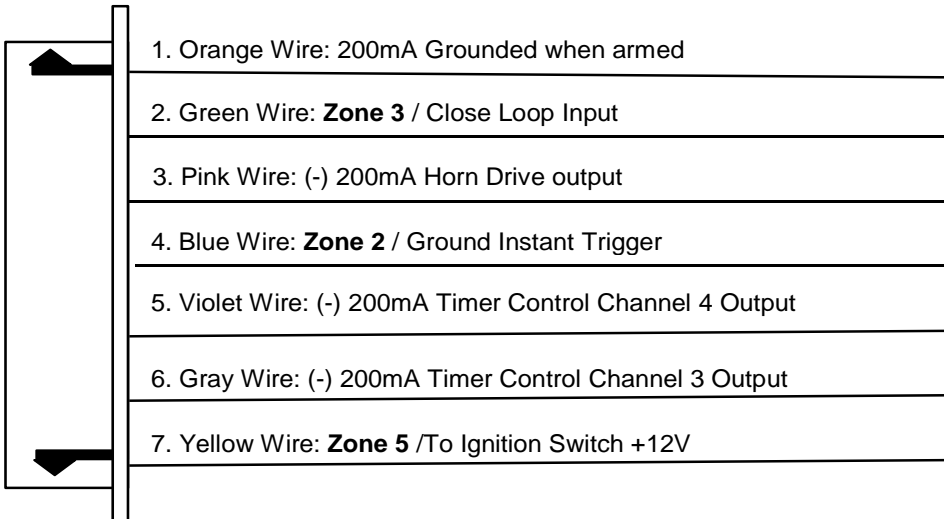 1. Orange Wire: 200mA Grounded when armed
2. Green Wire: Zone 3 / Close Loop Input
3. Pink Wire: (-) 200mA Horn Drive output
4. Blue Wire: Zone 2 / Ground Instant Trigger
5. Violet Wire: (-) 200mA Timer Control Channel 4 Output
6. Gray Wire: (-) 200mA Timer Control Channel 3 Output
7. Yellow Wire: Zone 5 /To Ignition Switch +12V